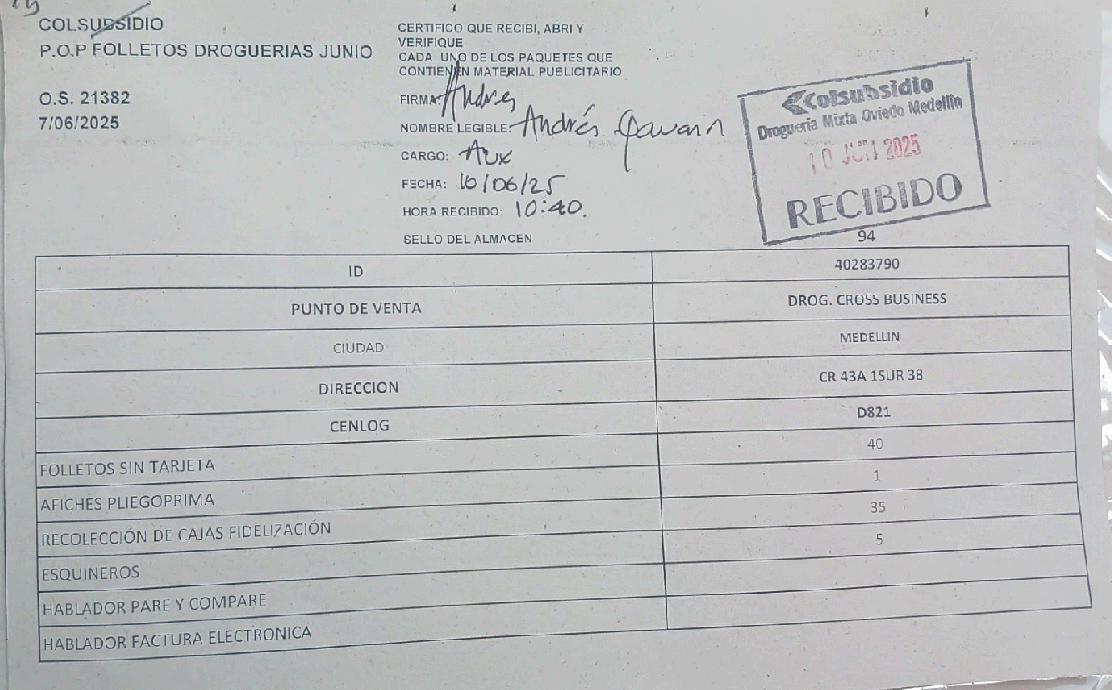 COLSUBSIDIO
P.O.P FOLLETOS DROGUERIAS JUNIO
O.S. 21382
7/06/2025
CERTIFICO QUE RECIBI, ABRI Y
VERIFIQUE
CADA UNO DE LOS PAQUETES QUE
CONTIENEN MATERIAL PUBLICITARIO
FIRMA: Andres
NOMBRE LEGIBLE: Andrés
CARGO: Aux
FECHA: 10/06/25
HORA RECIBIDO: 10:40.
SELLO DEL ALMACEN
Colsubsidio
Drogueria Mixta Oviedo Medellin
10 JUN 2025
RECIBIDO
94
ID 40283790
PUNTO DE VENTA DROG. CROSS BUSINESS
CIUDAD MEDELLIN
DIRECCION CR 43A 1SUR 38
CENLOG D821
FOLLETOS SIN TARJETA 40
AFICHES PLIEGOPRIMA 1
RECOLECCIÓN DE CAJAS FIDELIZACIÓN 35
ESQUINEROS 5
HABLADOR PARE Y COMPARE
HABLADOR FACTURA ELECTRONICA